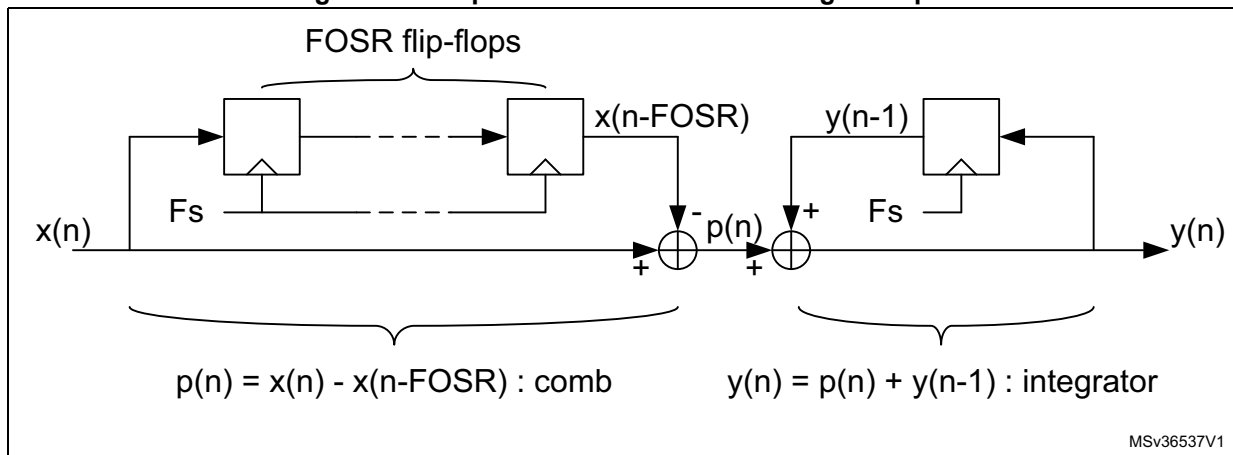 FOSR flip-flops
x(n-FOSR)
y(n-1)
Fs
Fs
x(n)
-
p(n)
+
y(n)
+
+
p(n) = x(n) - x(n-FOSR) : comb
y(n) = p(n) + y(n-1) : integrator
MSv36537V1